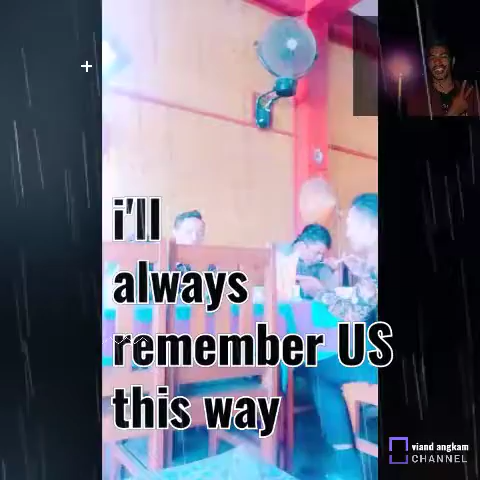 i'll
always
remember US
this way
viand angkam
CHANNEL